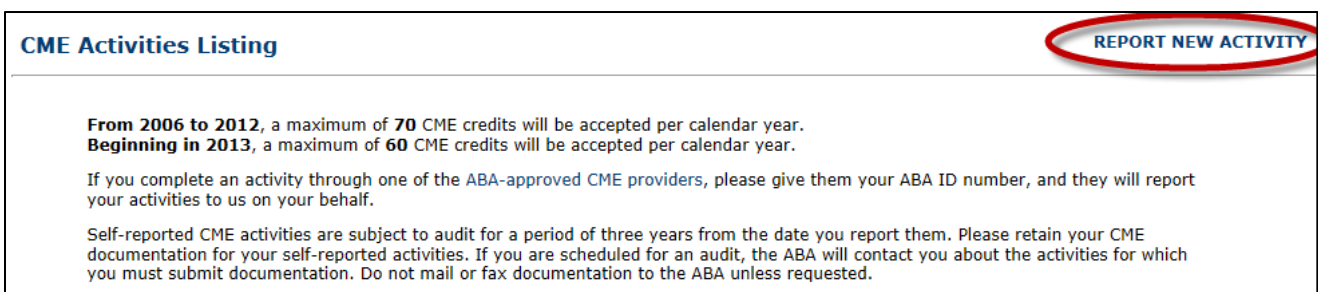 CME Activities Listing
REPORT NEW ACTIVITY
From 2006 to 2012, a maximum of 70 CME credits will be accepted per calendar year.
Beginning in 2013, a maximum of 60 CME credits will be accepted per calendar year.
If you complete an activity through one of the ABA-approved CME providers, please give them your ABA ID number, and they will report
your activities to us on your behalf.
Self-reported CME activities are subject to audit for a period of three years from the date you report them. Please retain your CME
documentation for your self-reported activities. If you are scheduled for an audit, the ABA will contact you about the activities for which
you must submit documentation. Do not mail or fax documentation to the ABA unless requested.